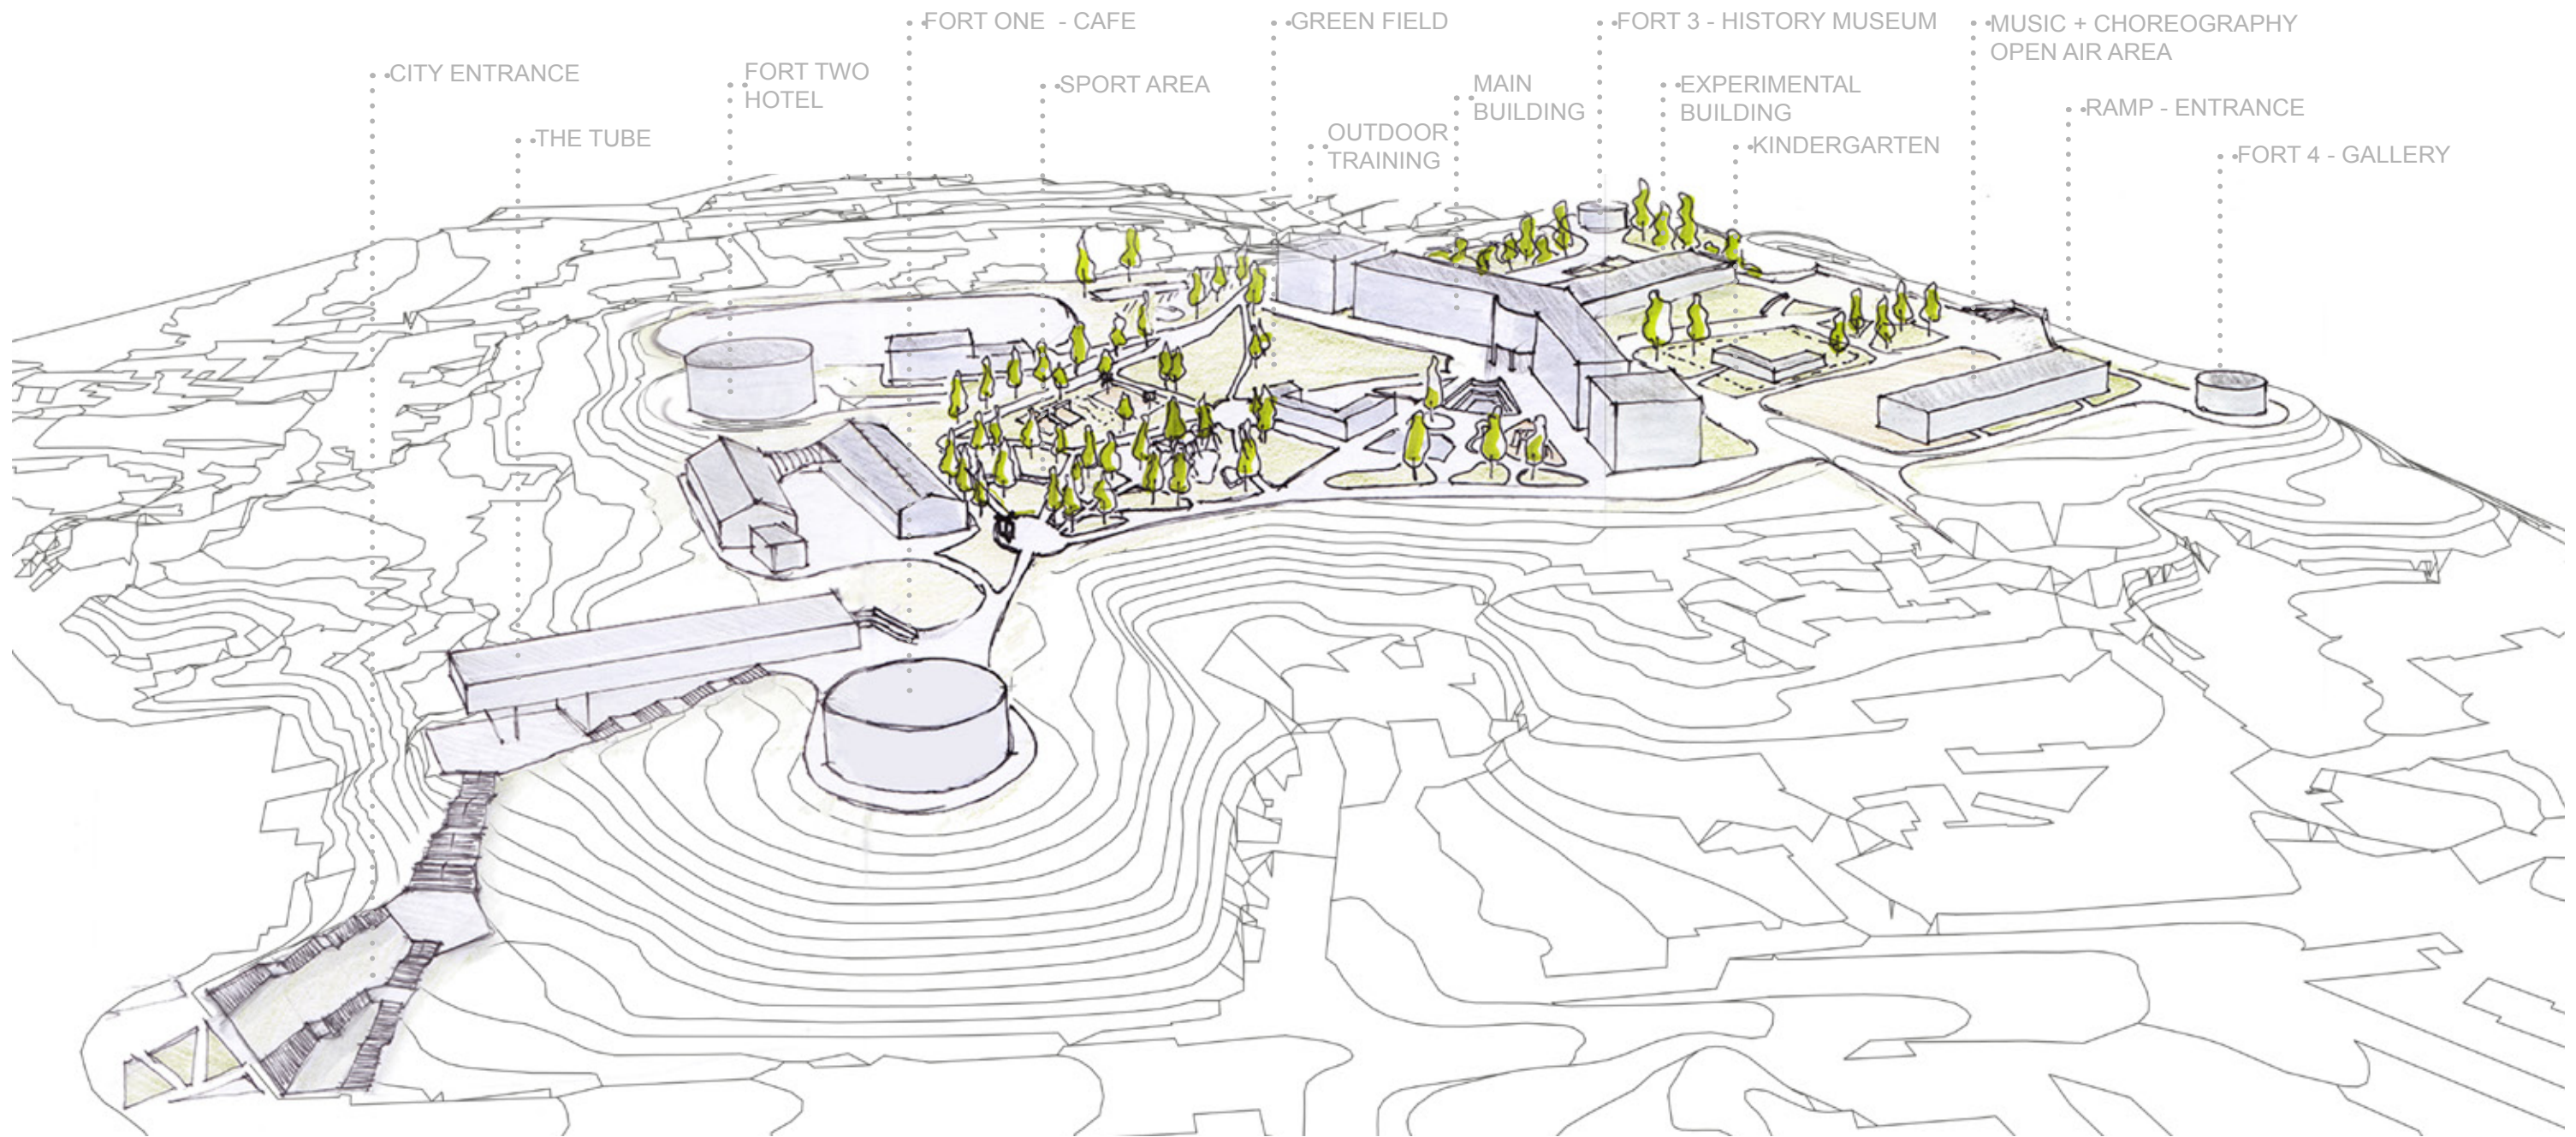 FORT ONE - CAFE
GREEN FIELD
FORT 3 - HISTORY MUSEUM
MUSIC + CHOREOGRAPHY
OPEN AIR AREA
CITY ENTRANCE
FORT TWO
HOTEL
SPORT AREA
MAIN
BUILDING
EXPERIMENTAL
BUILDING
RAMP - ENTRANCE
THE TUBE
OUTDOOR
TRAINING
KINDERGARTEN
FORT 4 - GALLERY